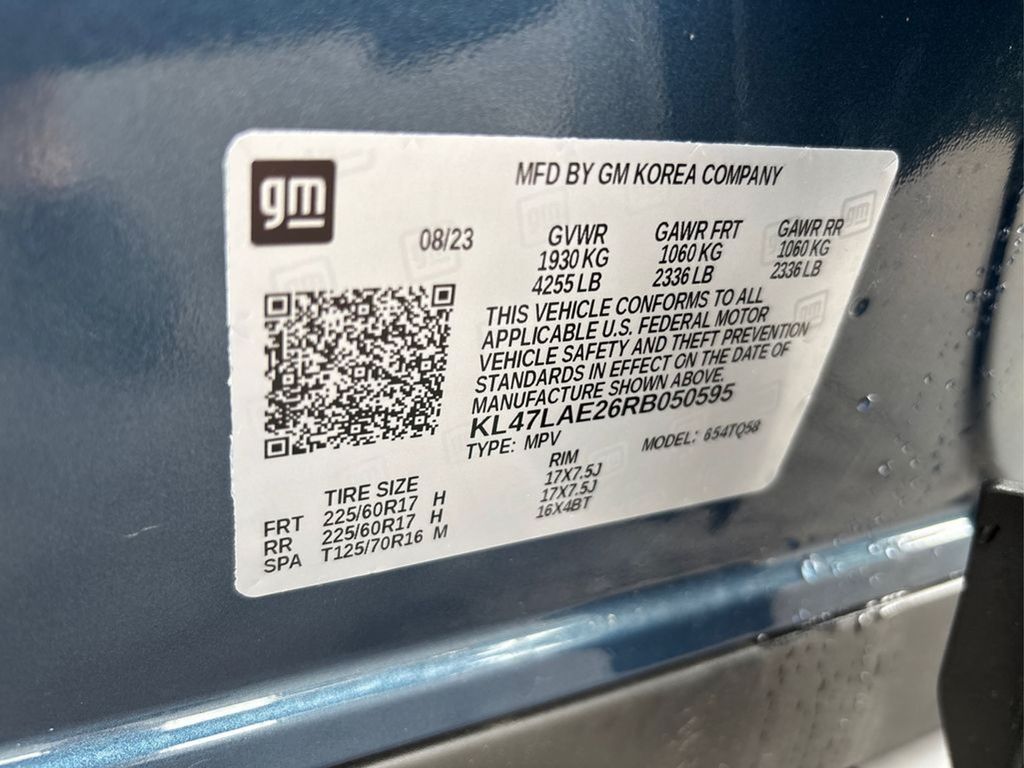 gm
MFD BY GM KOREA COMPANY
08/23
GVWR GAWR FRT GAWR RR
1930 KG 1060 KG 1060 KG
4255 LB 2336 LB 2336 LB
THIS VEHICLE CONFORMS TO ALL
APPLICABLE U.S. FEDERAL MOTOR
VEHICLE SAFETY AND THEFT PREVENTION
STANDARDS IN EFFECT ON THE DATE OF
MANUFACTURE SHOWN ABOVE.
KL47LAE26RB050595
TYPE: MPV MODEL: 654TQ58
TIRE SIZE RIM
FRT 225/60R17 H 17X7.5J
RR 225/60R17 H 17X7.5J
SPA T125/70R16 M 16X4BT